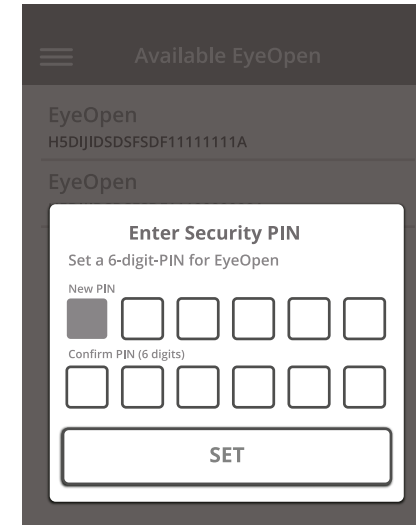 Available EyeOpen
EyeOpen
H5DIJIDSDSFSDF11111111A
EyeOpen
Enter Security PIN
Set a 6-digit-PIN for EyeOpen
New PIN
Confirm PIN (6 digits)
SET